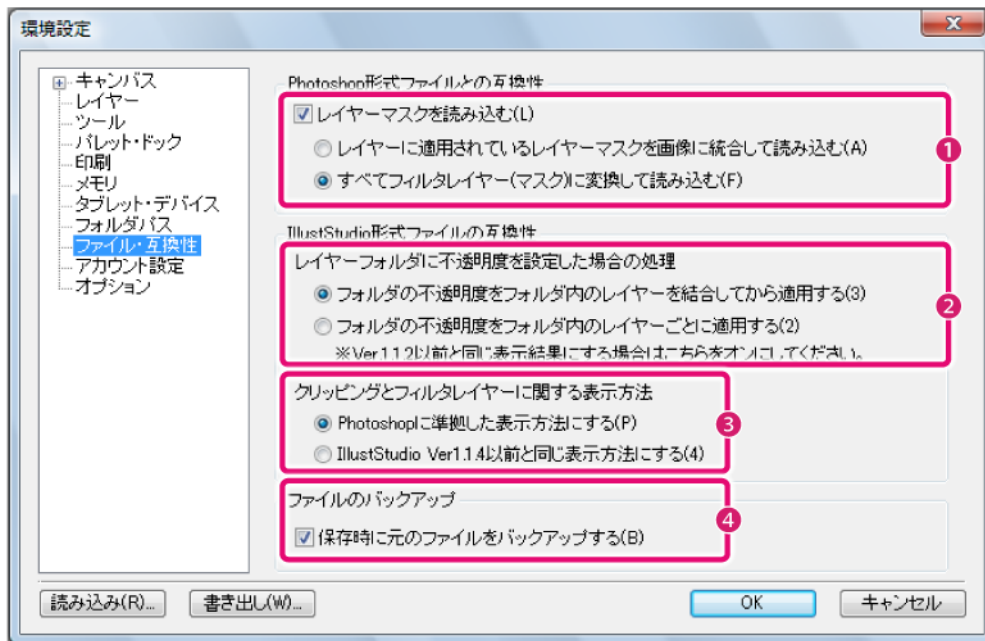 環境設定
キャンバス
レイヤー
ツール
パレット・ドック
印刷
メモリ
タブレット・デバイス
フォルダパス
ファイル・互換性
アカウント設定
オプション
Photoshop形式ファイルとの互換性
レイヤーマスクを読み込む(L)
レイヤーに適用されているレイヤーマスクを画像に統合して読み込む(A)
すべてフィルタレイヤー(マスク)に変換して読み込む(F)
1
IllustStudio形式ファイルの互換性
レイヤーフォルダに不透明度を設定した場合の処理
フォルダの不透明度をフォルダ内のレイヤーを結合してから適用する(3)
フォルダの不透明度をフォルダ内のレイヤーごとに適用する(2)
※Ver.1.1.2以前と同じ表示結果にする場合はこちらをオンにしてください。
2
クリッピングとフィルタレイヤーに関する表示方法
Photoshopに準拠した表示方法にする(P)
IllustStudio Ver1.1.4以前と同じ表示方法にする(4)
3
ファイルのバックアップ
保存時に元のファイルをバックアップする(B)
4
読み込み(R)...
書き出し(W)...
OK
キャンセル